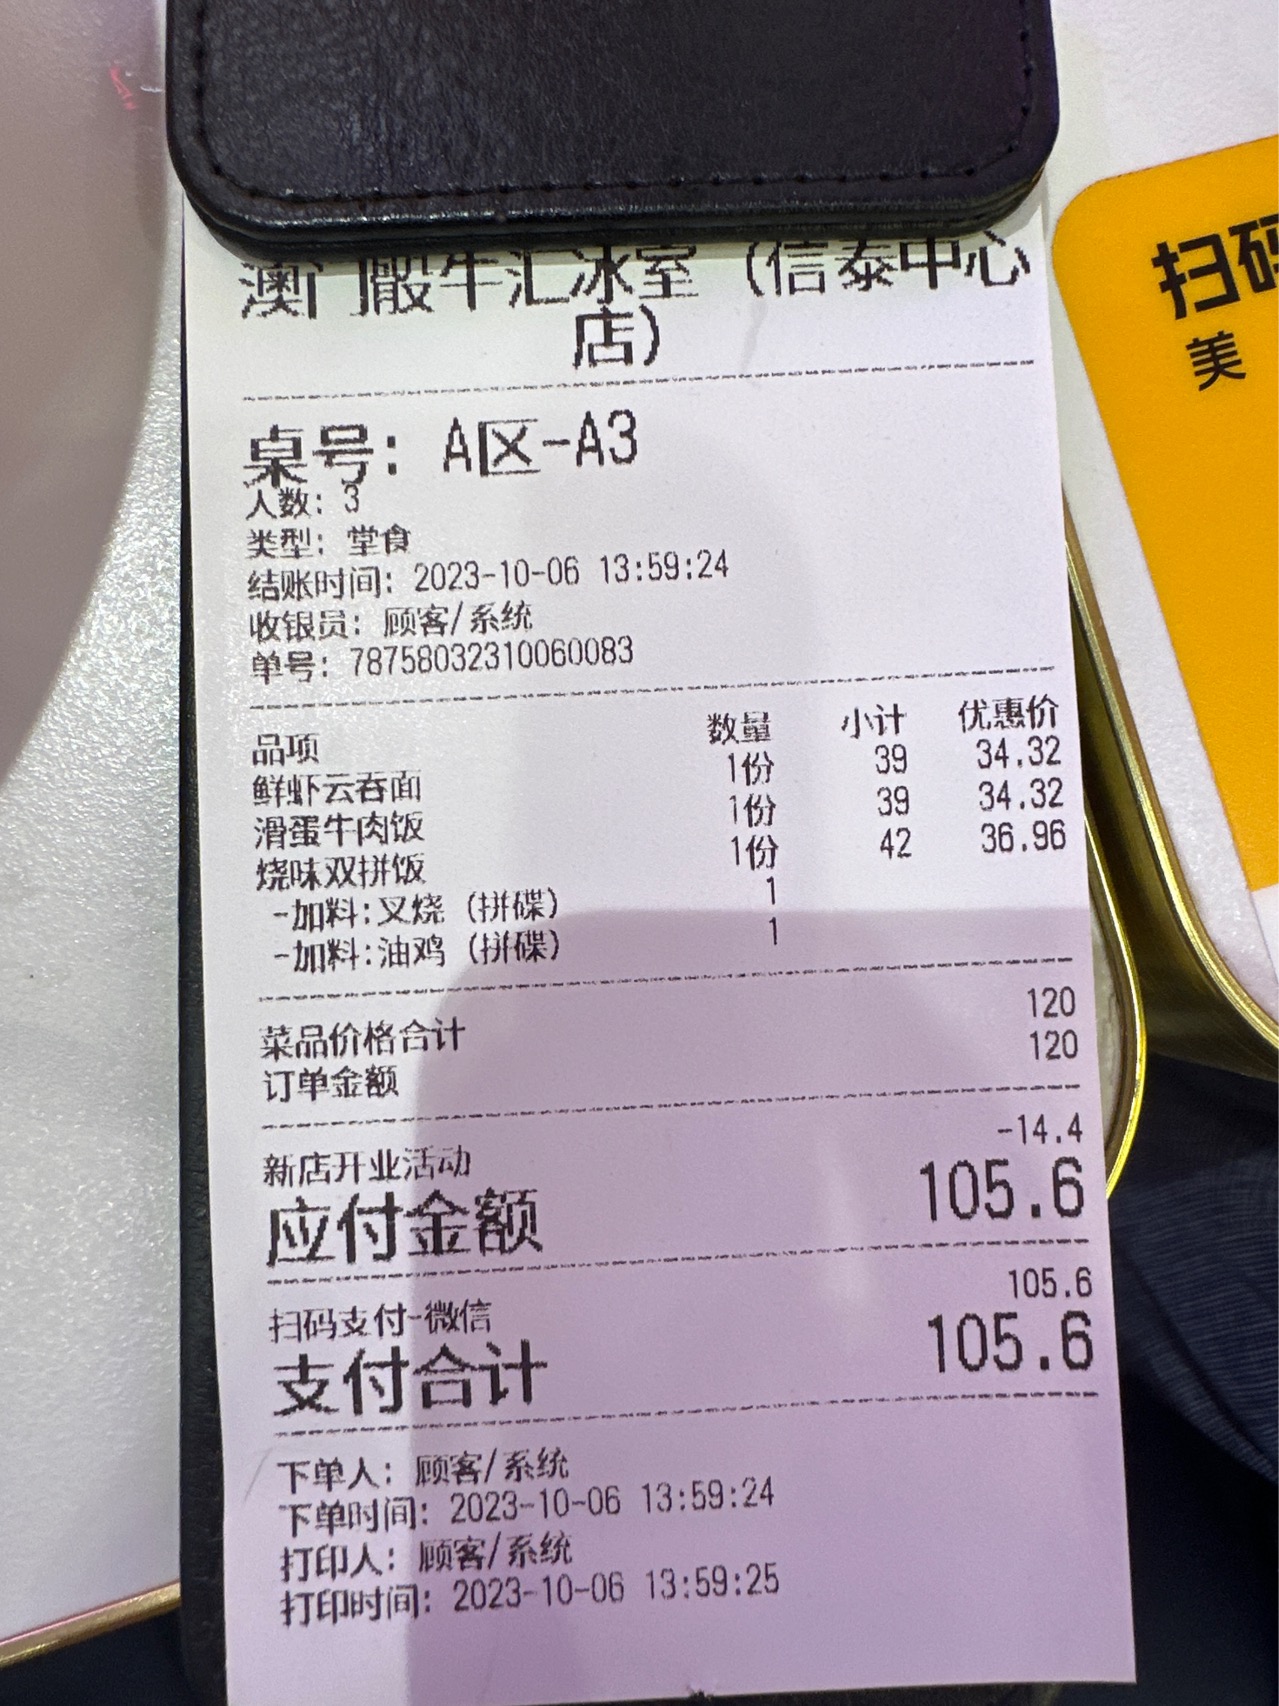 澳门骰牛汇冰室（信泰中心
店）
桌号：A区-A3
人数：3
类型：堂食
结账时间：2023-10-06 13:59:24
收银员：顾客/系统
单号：78758032310060083
品项 数量 小计 优惠价
鲜虾云吞面 1份 39 34.32
滑蛋牛肉饭 1份 39 34.32
烧味双拼饭 1份 42 36.96
-加料:叉烧（拼碟） 1
-加料:油鸡（拼碟） 1
菜品价格合计 120
订单金额 120
新店开业活动 -14.4
应付金额 105.6
扫码支付-微信 105.6
支付合计 105.6
下单人：顾客/系统
下单时间：2023-10-06 13:59:24
打印人：顾客/系统
打印时间：2023-10-06 13:59:25
扫码
美